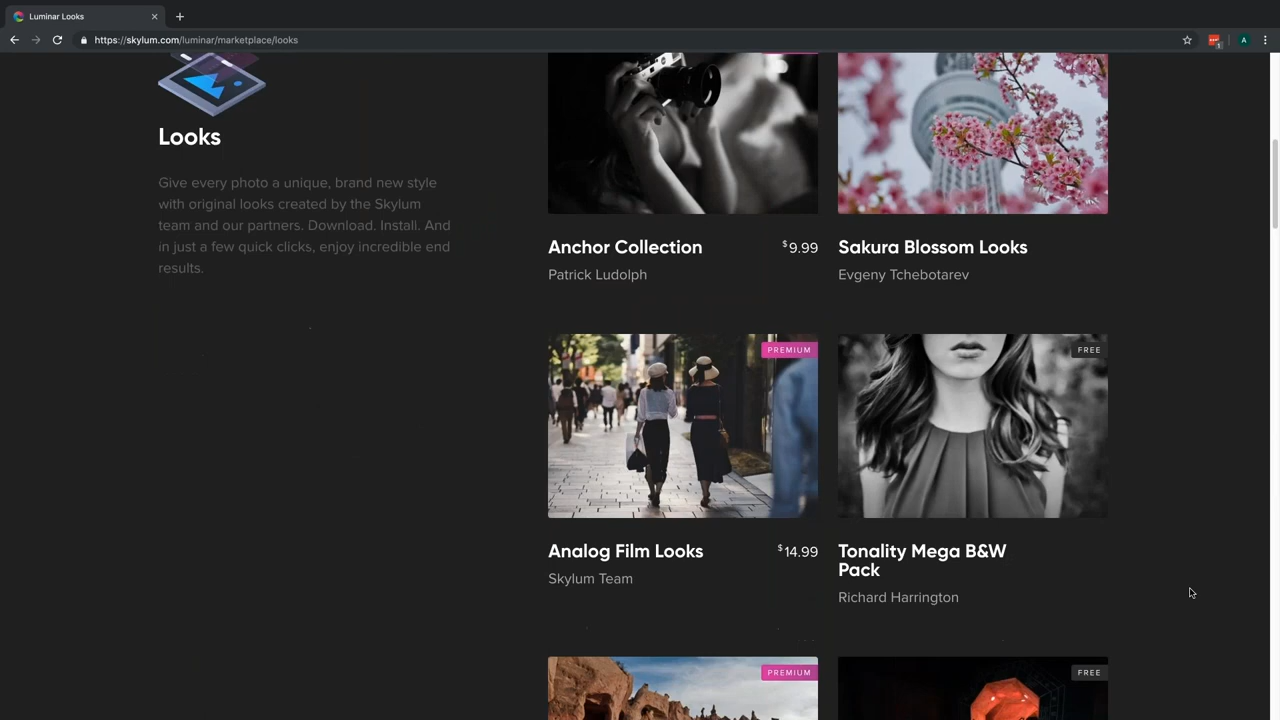 Luminar Looks
https://skylum.com/luminar/marketplace/looks
A
1
Looks
Give every photo a unique, brand new style
with original looks created by the Skylum
team and our partners. Download. Install. And
in just a few quick clicks, enjoy incredible end
results.
Anchor Collection
$9.99
Patrick Ludolph
Sakura Blossom Looks
Evgeny Tchebotarev
PREMIUM
FREE
Analog Film Looks
$14.99
Skylum Team
Tonality Mega B&W
Pack
Richard Harrington
PREMIUM
FREE